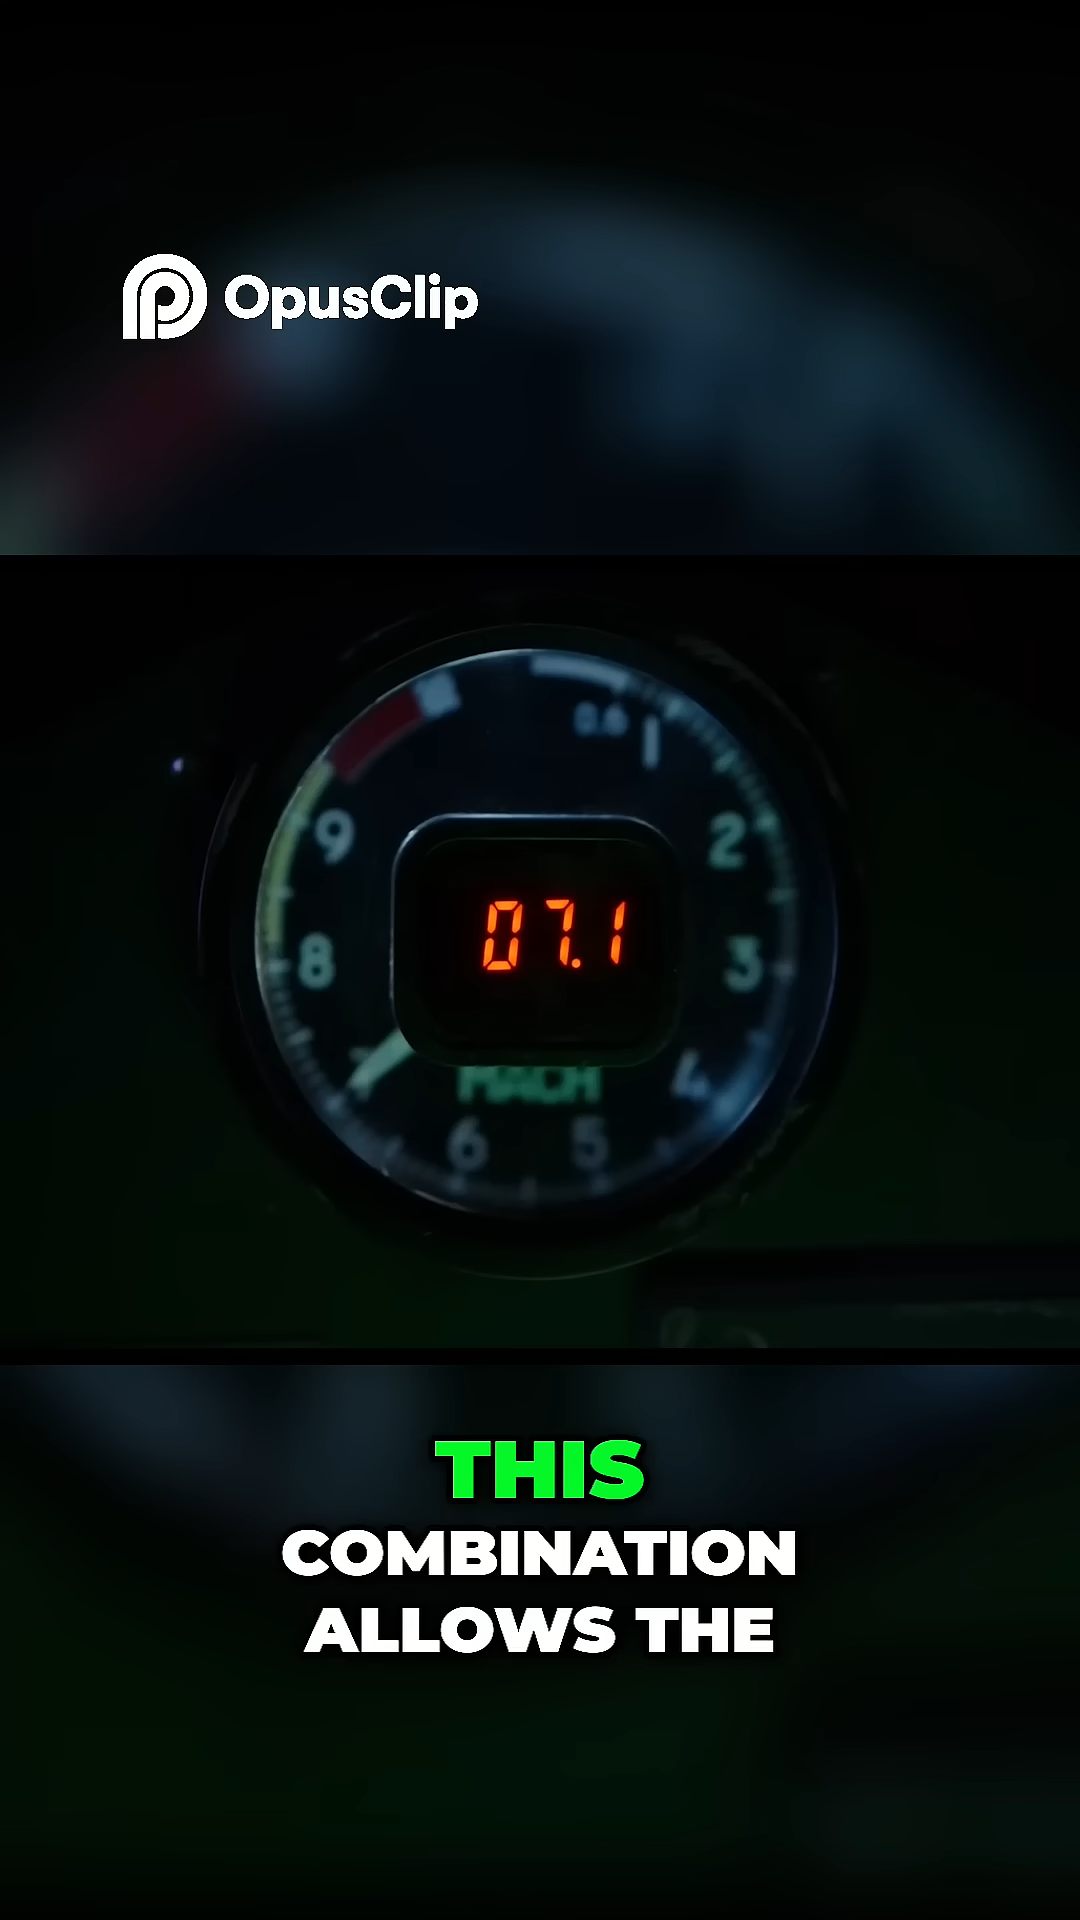 OpusClip
0.6 1
9 2
07.1
8 3
MACH 4
6 5
THIS
COMBINATION
ALLOWS THE